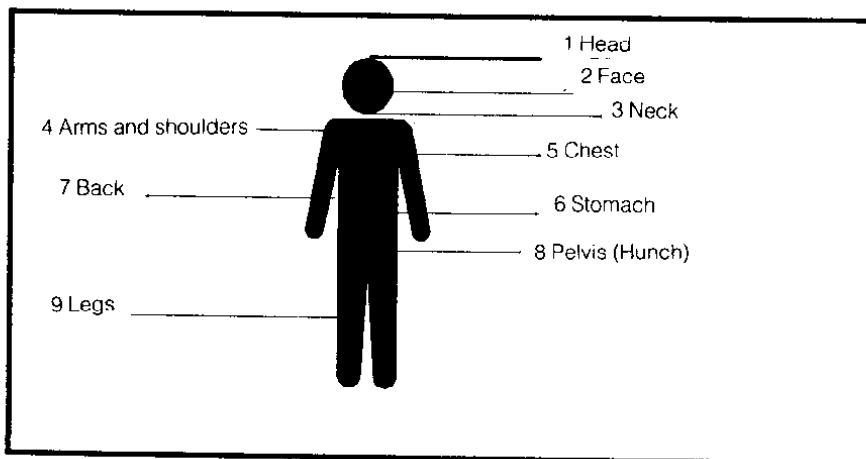 1 Head
2 Face
3 Neck
4 Arms and shoulders
5 Chest
7 Back
6 Stomach
8 Pelvis (Hunch)
9 Legs